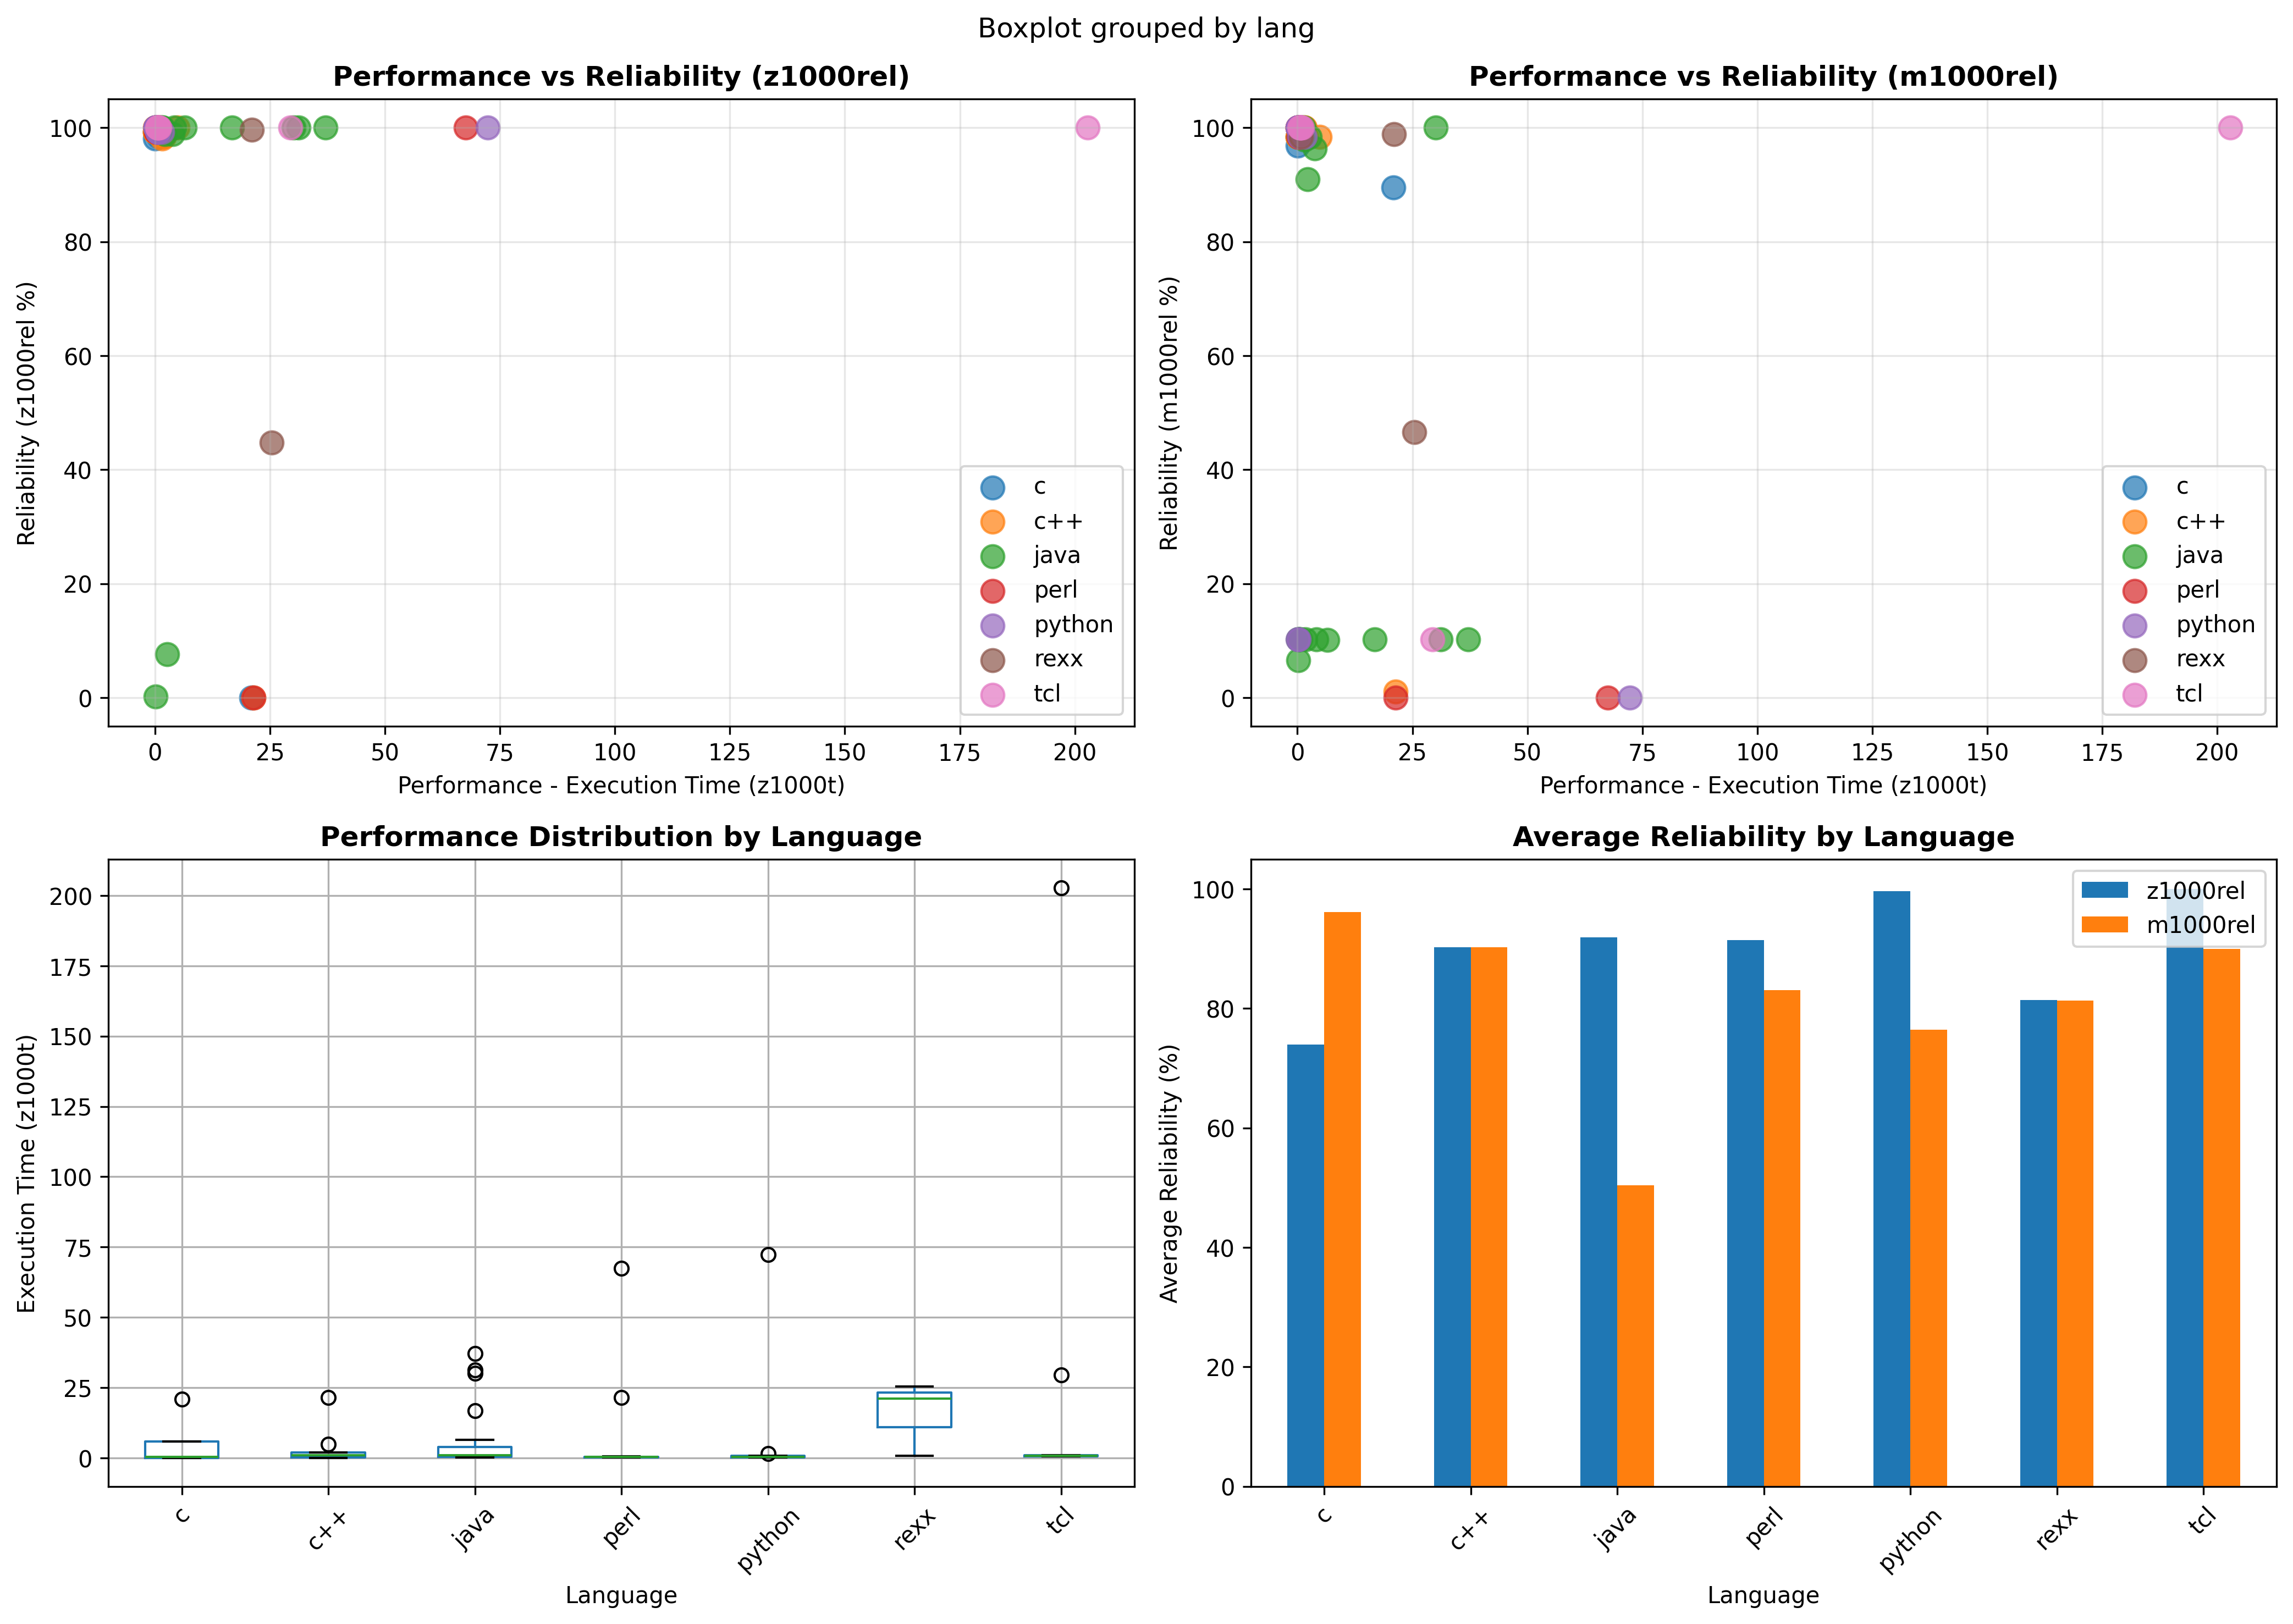 Boxplot grouped by lang
Performance vs Reliability (z1000rel)
100
80
60
40
20
0
Reliability (z1000rel %)
c
c++
java
perl
python
rexx
tcl
0 25 50 75 100 125 150 175 200
Performance - Execution Time (z1000t)
Performance vs Reliability (m1000rel)
100
80
60
40
20
0
Reliability (m1000rel %)
c
c++
java
perl
python
rexx
tcl
0 25 50 75 100 125 150 175 200
Performance - Execution Time (z1000t)
Performance Distribution by Language
200
175
150
125
100
75
50
25
0
Execution Time (z1000t)
c c++ java perl python rexx tcl
Language
Average Reliability by Language
100
80
60
40
20
0
Average Reliability (%)
z1000rel
m1000rel
c c++ java perl python rexx tcl
Language